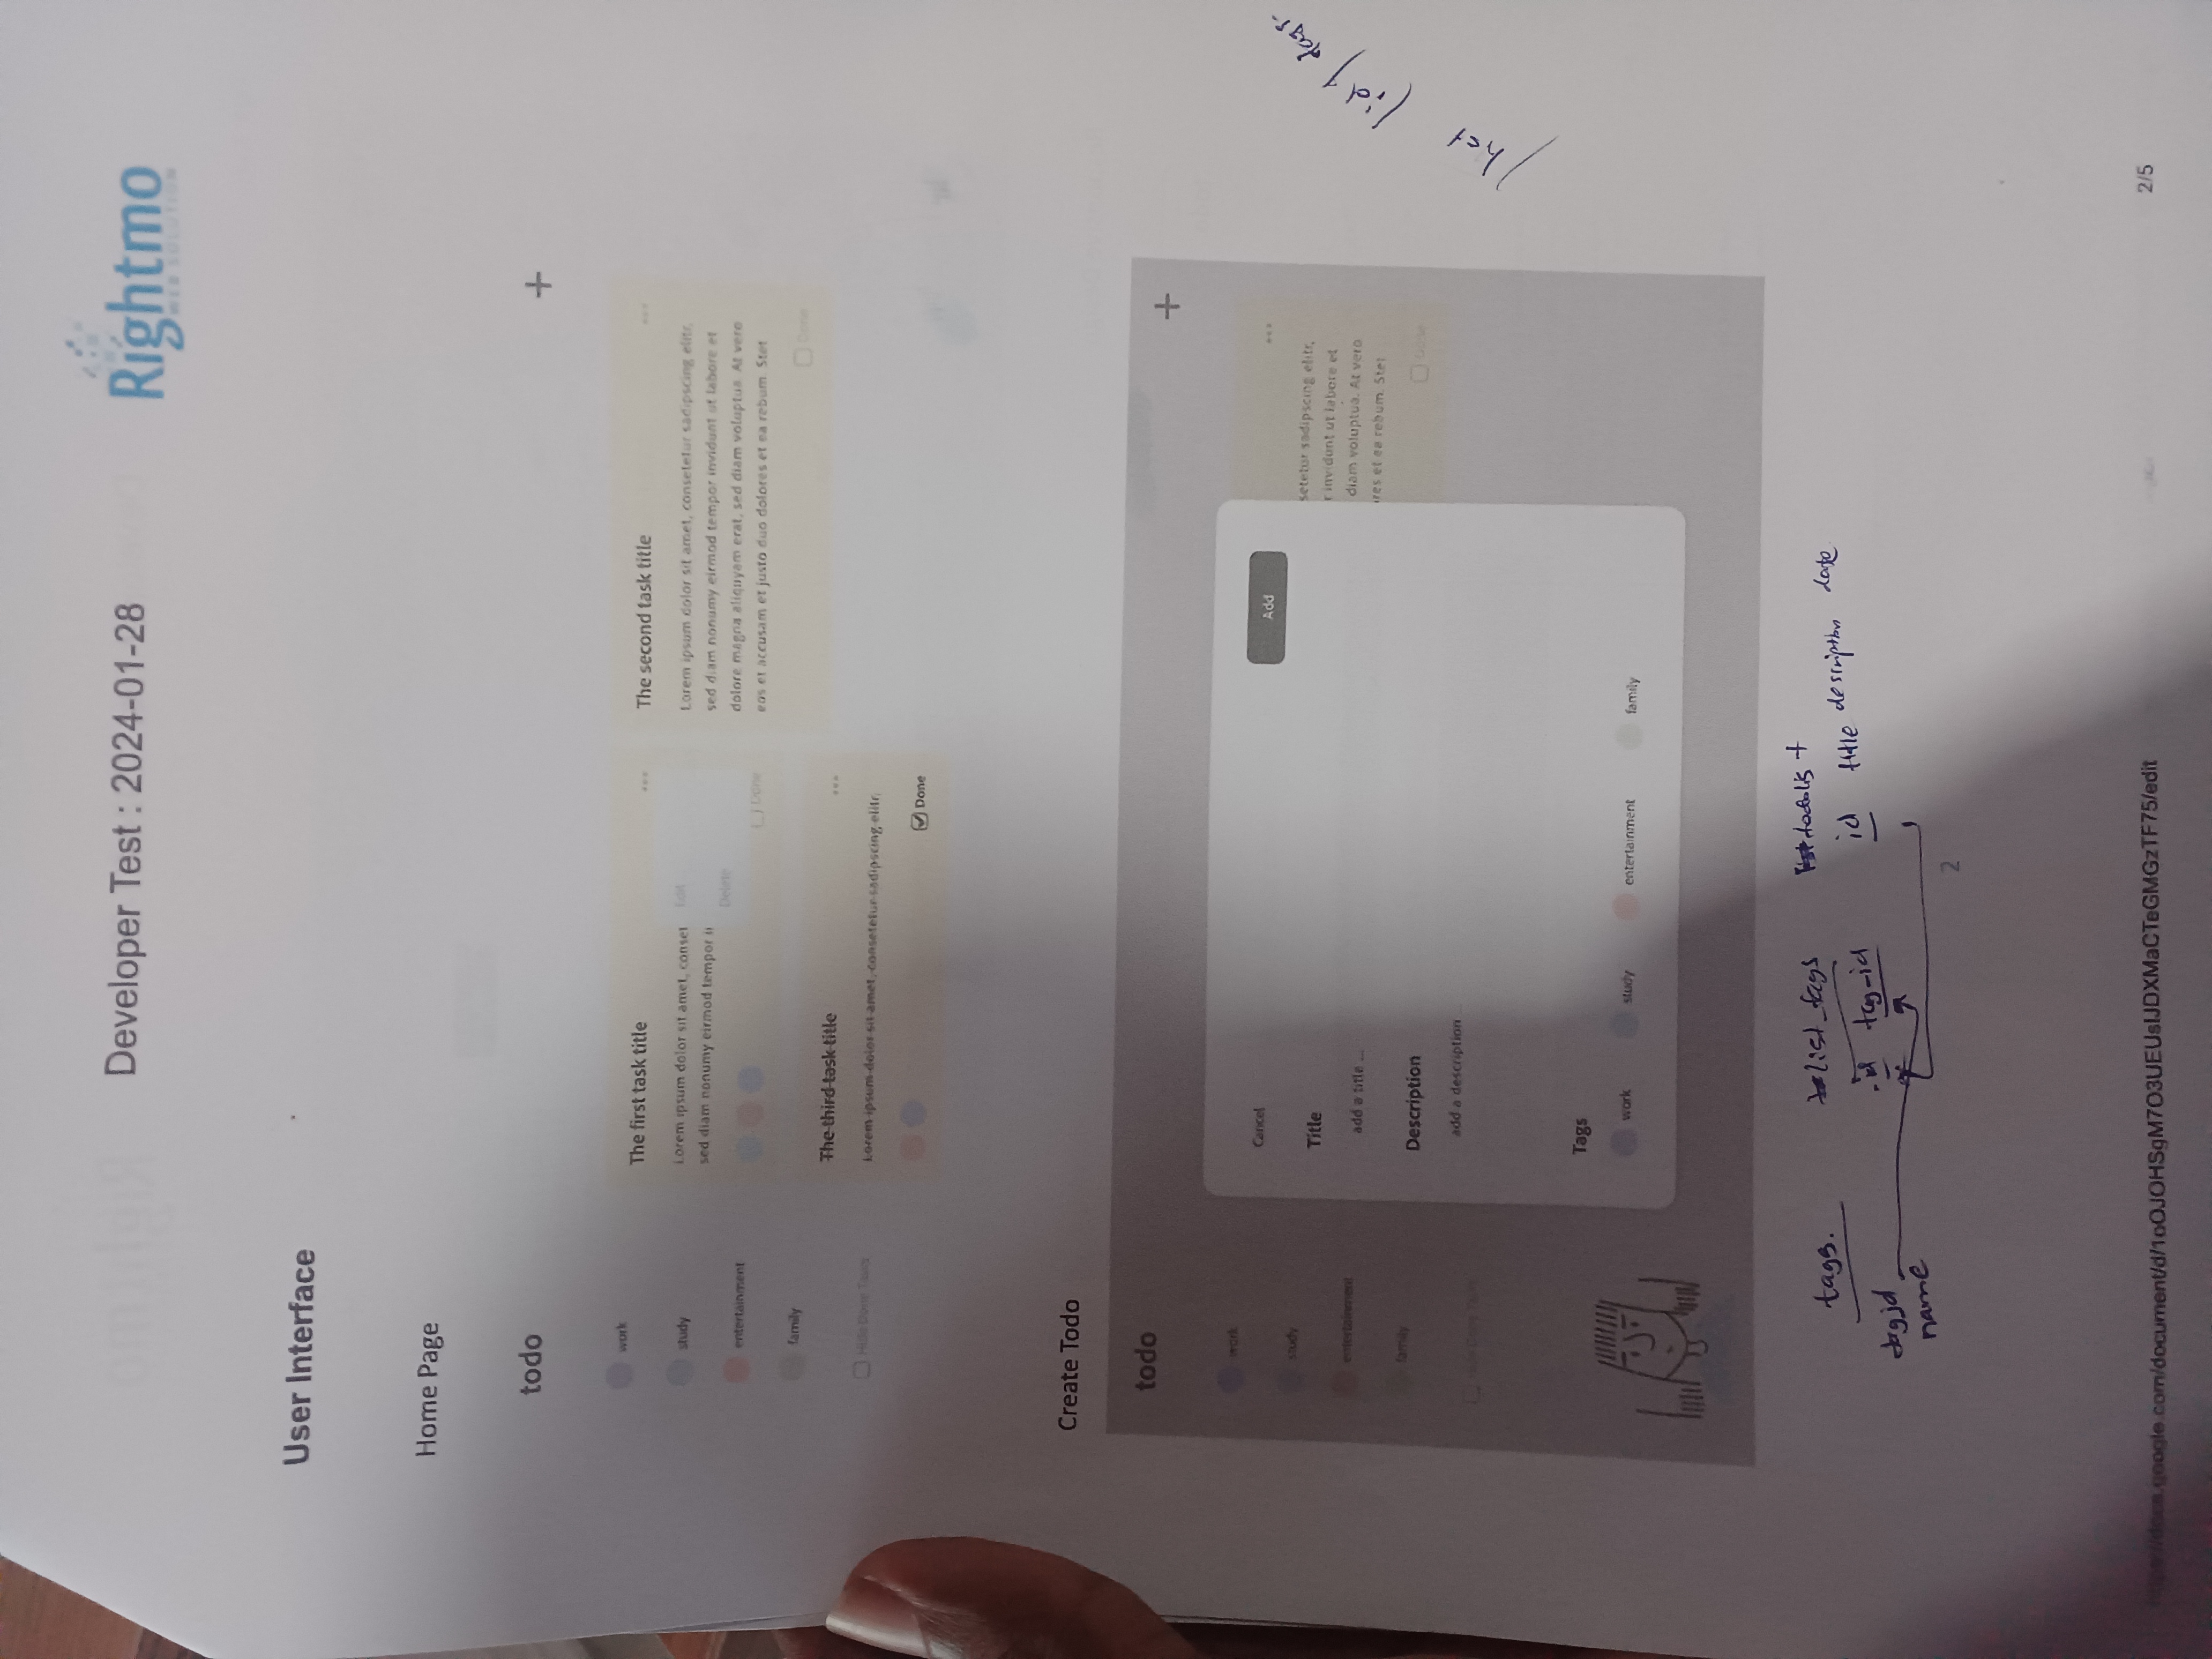 Developer Test : 2024-01-28
Rightmo
WEB SOLUTION
User Interface
Home Page
todo
+
work
study
entertainment
family
Hide Done Tasks
The first task title
...
Lorem ipsum dolor sit amet, conset
sed diam nonumy eirmod tempor i
Edit
Delete
Done
The second task title
...
Lorem ipsum dolor sit amet, consetetur sadipscing elitr,
sed diam nonumy eirmod tempor invidunt ut labore et
dolore magna aliquyam erat, sed diam voluptua. At vero
eos et accusam et justo duo dolores et ea rebum. Stet
Done
The third task title
...
Lorem ipsum dolor sit amet, consetetur sadipscing elitr,
Done
Create Todo
todo
+
work
study
entertainment
family
Hide Done Tasks
Cancel
Add
Title
add a title ...
Description
add a description
Tags
work study entertainment family
...
setetur sadipscing elitr,
r invidunt ut labore et
diam voluptua. At vero
res et ea rebum. Stet
Done
/{id}/tags
tags.
tag_id
name
list_tags
id tag-id
todolist
id title description date
2
https://docs.google.com/document/d/1oOJOHSgM7O3UEUsIJDXMaCTeGMGzTF75/edit
2/5